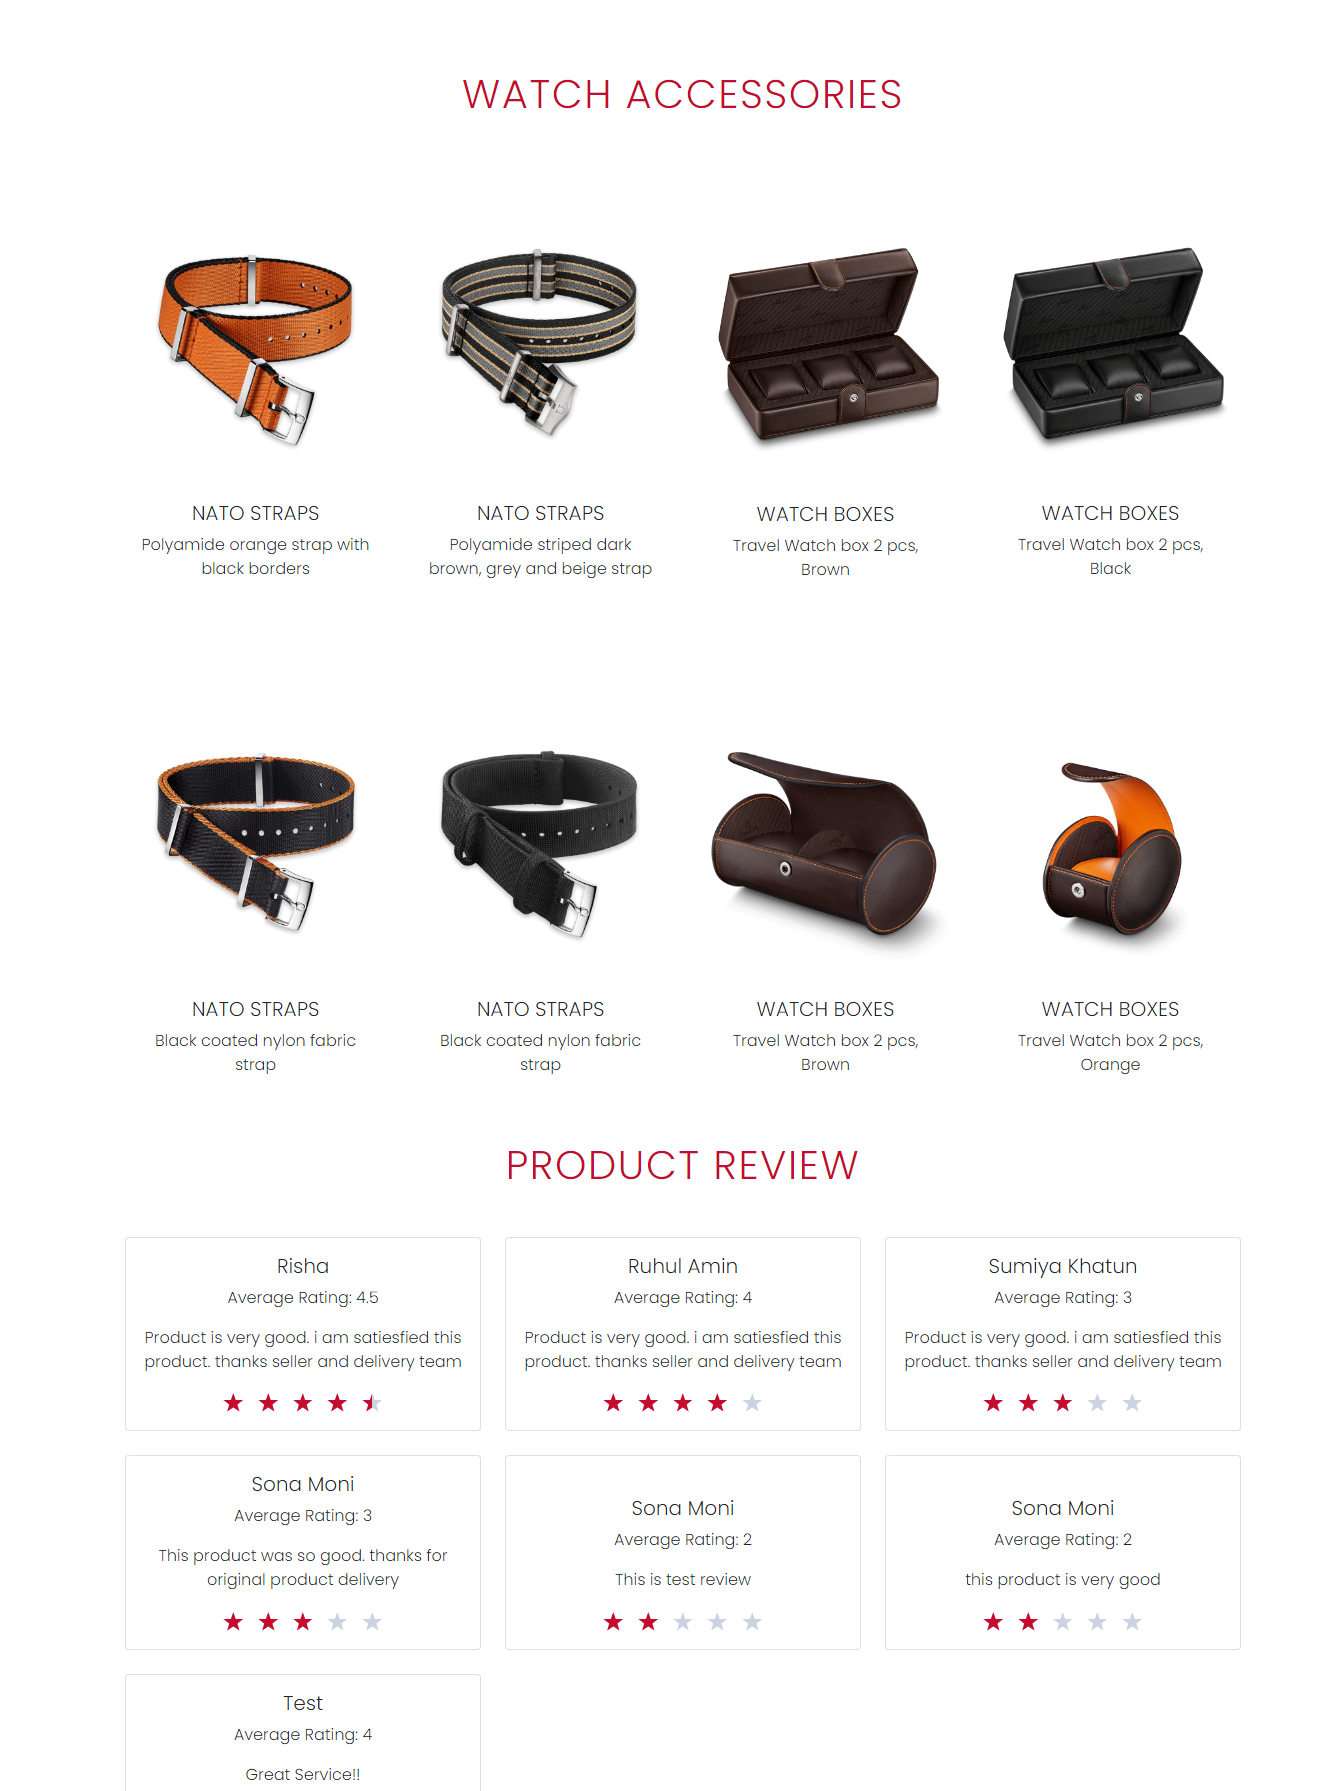 WATCH ACCESSORIES
NATO STRAPS
Polyamide orange strap with
black borders
NATO STRAPS
Polyamide striped dark
brown, grey and beige strap
WATCH BOXES
Travel Watch box 2 pcs,
Brown
WATCH BOXES
Travel Watch box 2 pcs,
Black
NATO STRAPS
Black coated nylon fabric
strap
NATO STRAPS
Black coated nylon fabric
strap
WATCH BOXES
Travel Watch box 2 pcs,
Brown
WATCH BOXES
Travel Watch box 2 pcs,
Orange
PRODUCT REVIEW
Risha
Average Rating: 4.5
Product is very good. i am satiesfied this
product. thanks seller and delivery team
Ruhul Amin
Average Rating: 4
Product is very good. i am satiesfied this
product. thanks seller and delivery team
Sumiya Khatun
Average Rating: 3
Product is very good. i am satiesfied this
product. thanks seller and delivery team
Sona Moni
Average Rating: 3
This product was so good. thanks for
original product delivery
Sona Moni
Average Rating: 2
This is test review
Sona Moni
Average Rating: 2
this product is very good
Test
Average Rating: 4
Great Service!!